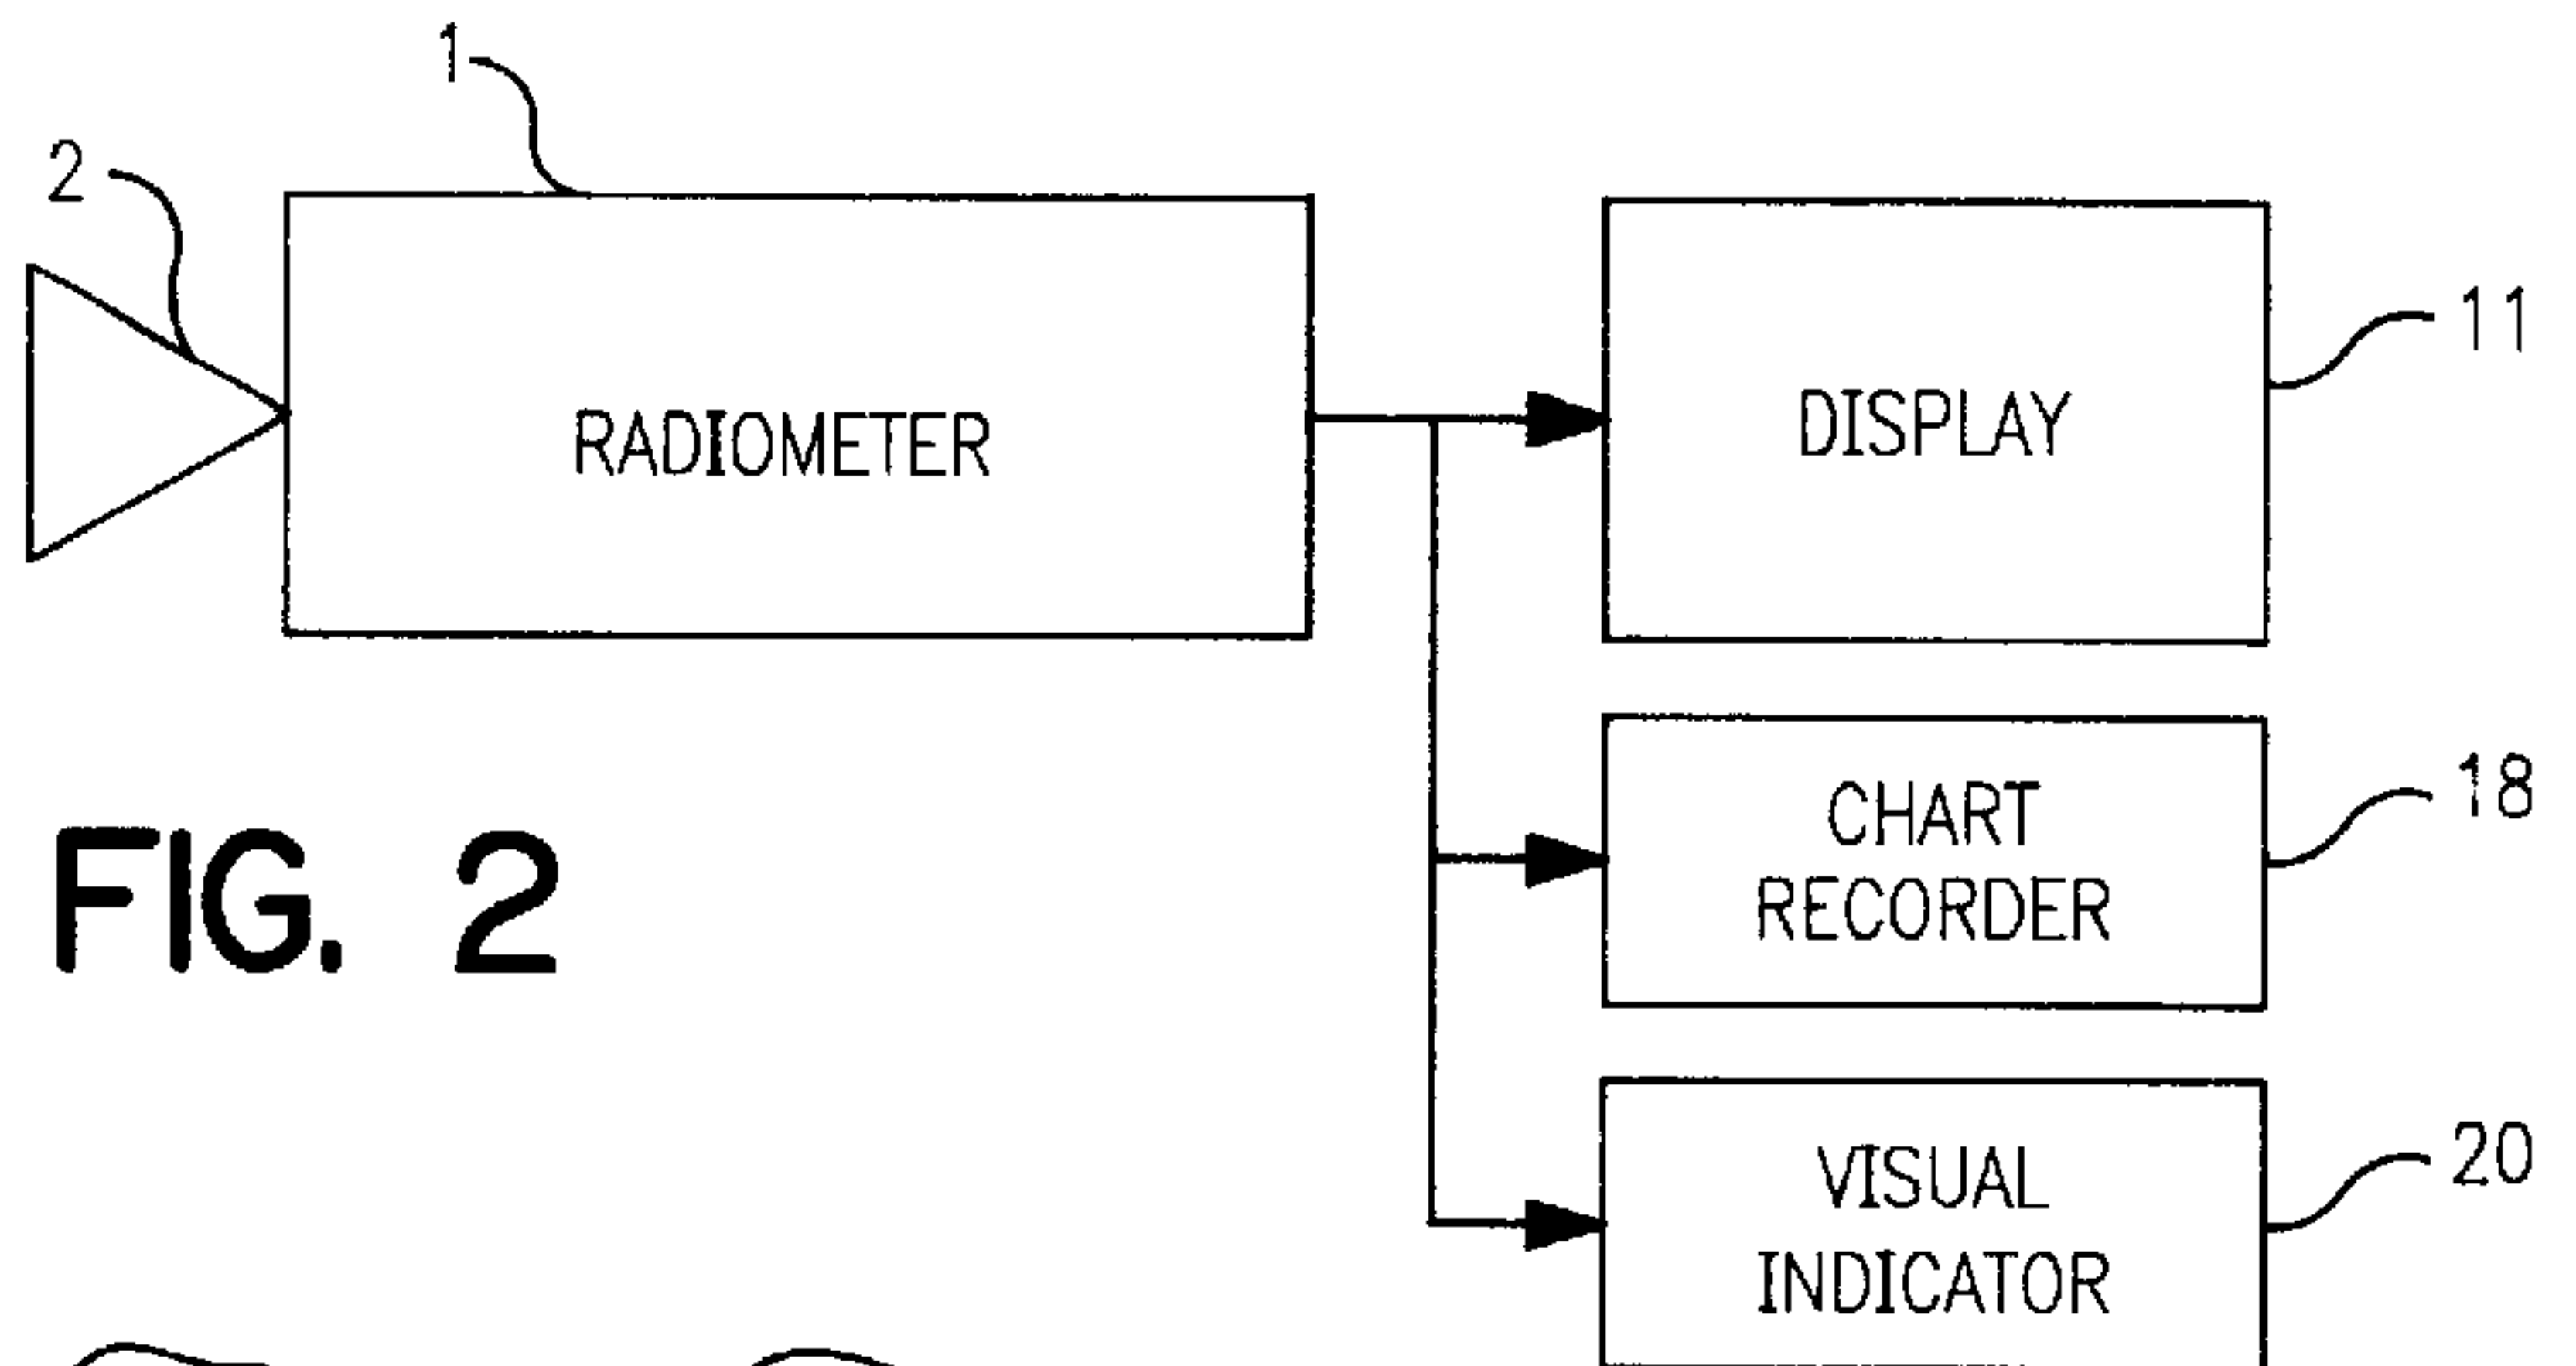 1
2
RADIOMETER
DISPLAY
11
CHART
RECORDER
18
FIG. 2
VISUAL
INDICATOR
20